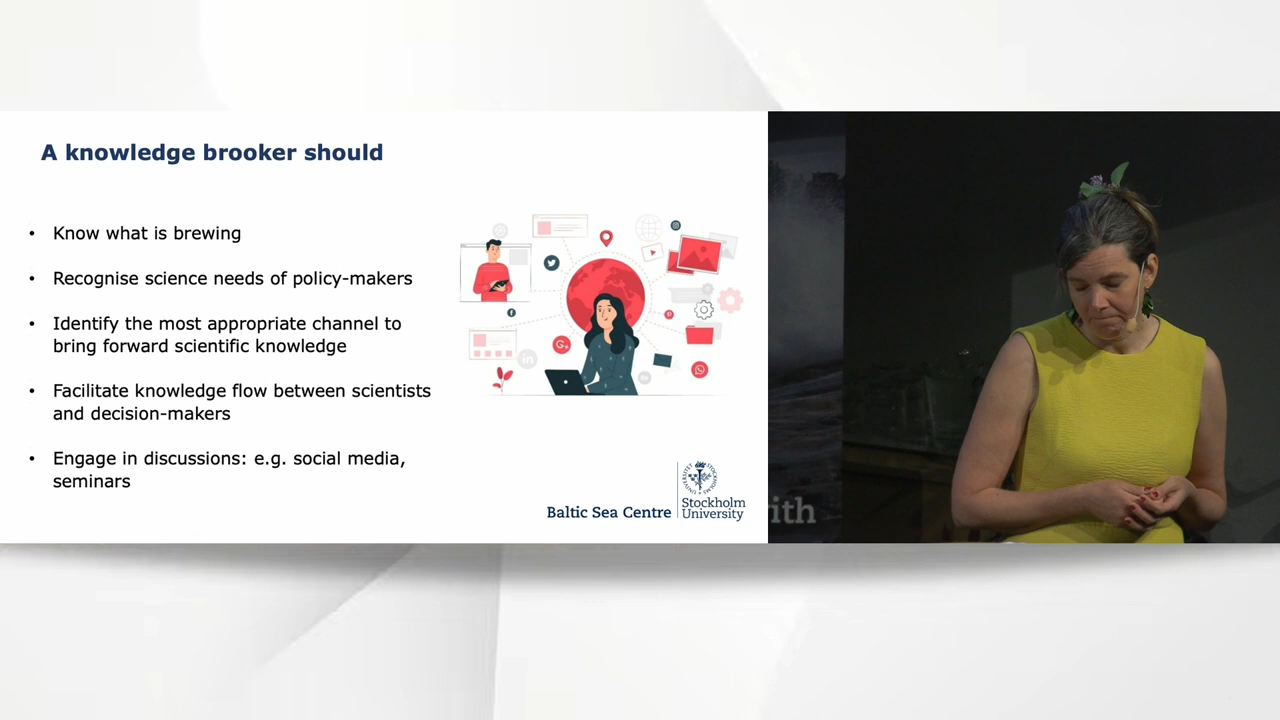 A knowledge brooker should
• Know what is brewing
• Recognise science needs of policy-makers
• Identify the most appropriate channel to
bring forward scientific knowledge
• Facilitate knowledge flow between scientists
and decision-makers
• Engage in discussions: e.g. social media,
seminars
Baltic Sea Centre
Stockholm
University
ith